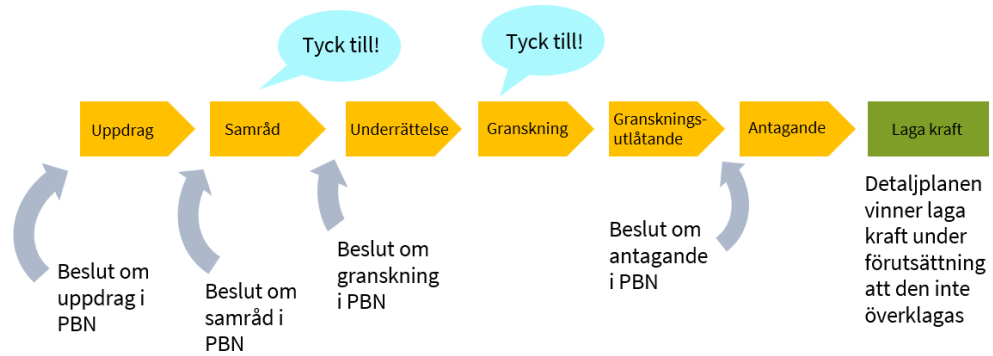 Tyck till!
Tyck till!
Uppdrag
Samråd
Underrättelse
Granskning
Gransknings-
utlåtande
Antagande
Laga kraft
Beslut om
uppdrag i
PBN
Beslut om
samråd i
PBN
Beslut om
granskning
i PBN
Beslut om
antagande
i PBN
Detaljplanen
vinner laga
kraft under
förutsättning
att den inte
överklagas